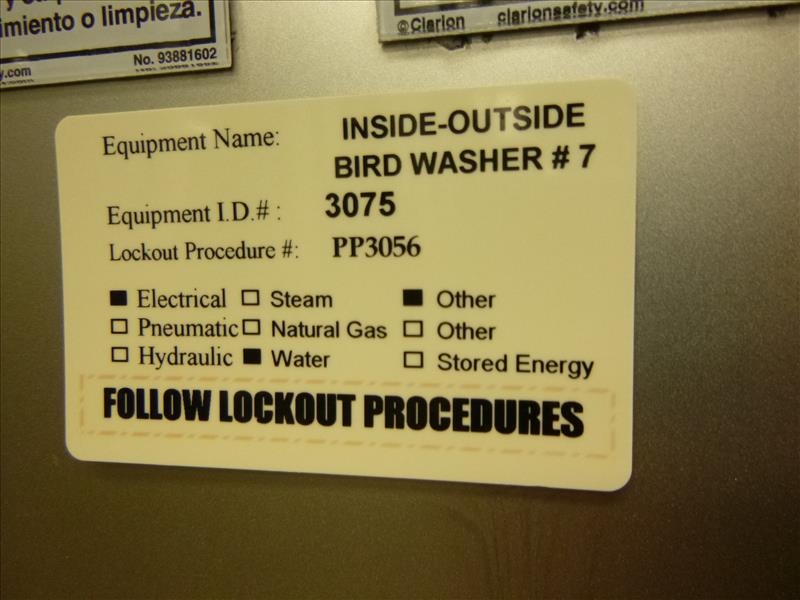 y
imiento o limpieza.
y.com
No. 93881602
©Clarion clarionsafety.com
Equipment Name: INSIDE-OUTSIDE
BIRD WASHER # 7
Equipment I.D.# : 3075
Lockout Procedure #: PP3056
■ Electrical □ Steam ■ Other
□ Pneumatic □ Natural Gas □ Other
□ Hydraulic ■ Water □ Stored Energy
FOLLOW LOCKOUT PROCEDURES